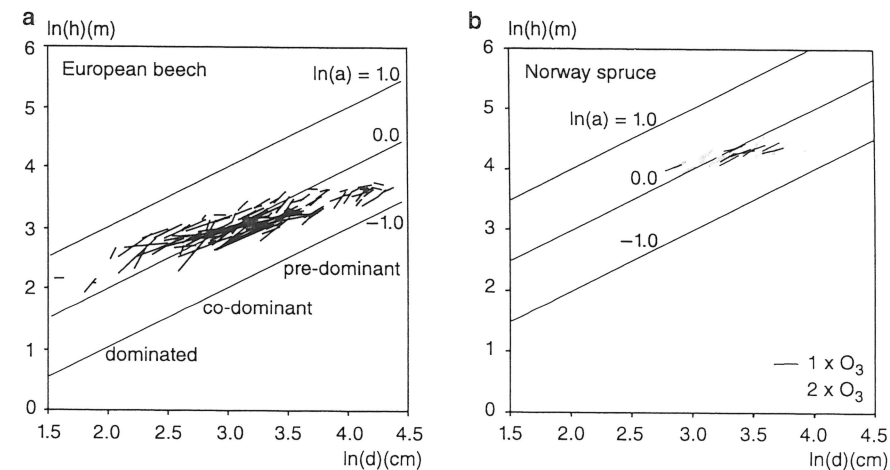 a
ln(h)(m)
6
5
4
3
2
1
0
European beech
ln(a) = 1.0
0.0
−1.0
pre-dominant
co-dominant
dominated
1.5 2.0 2.5 3.0 3.5 4.0 4.5
ln(d)(cm)
b
ln(h)(m)
6
5
4
3
2
1
0
Norway spruce
ln(a) = 1.0
0.0
−1.0
1 x O₃
2 x O₃
1.5 2.0 2.5 3.0 3.5 4.0 4.5
ln(d)(cm)